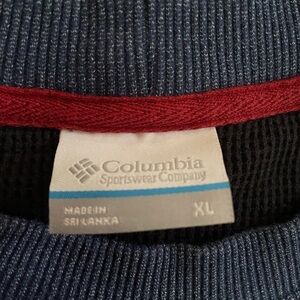 Columbia
Sportswear Company
MADE IN
SRI LANKA
XL